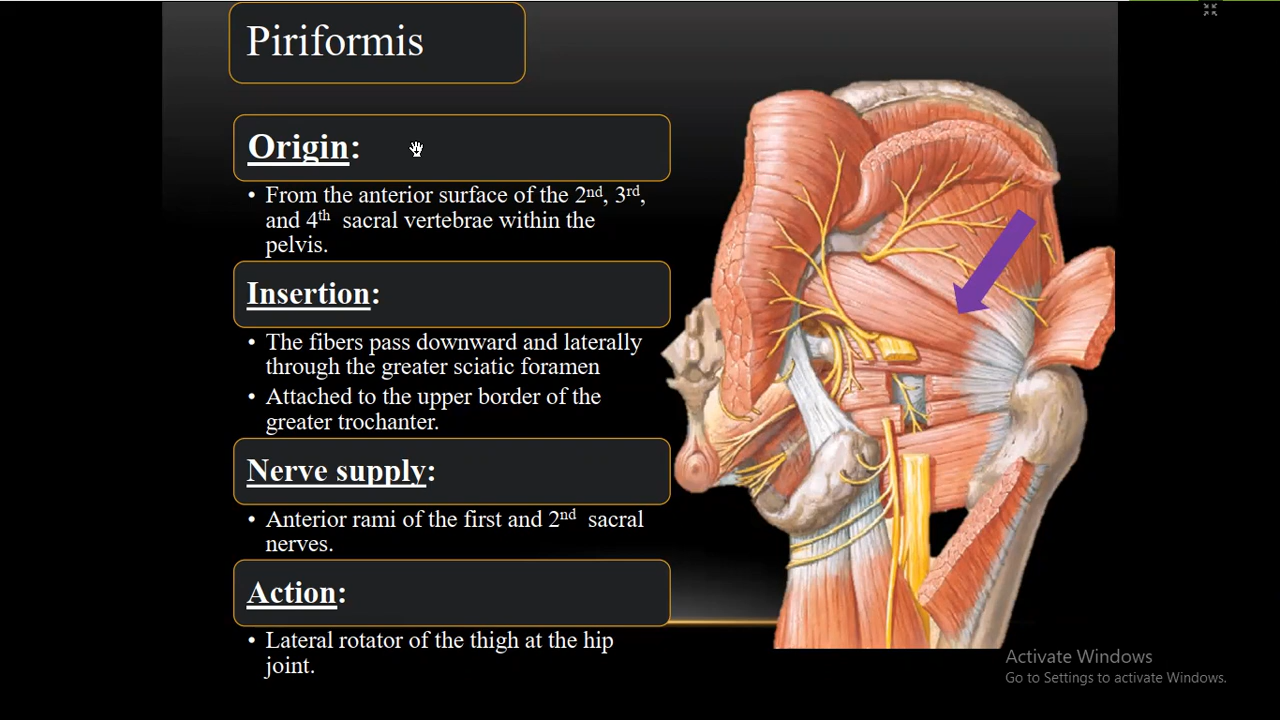 Piriformis
Origin:
• From the anterior surface of the 2nd, 3rd,
and 4th sacral vertebrae within the
pelvis.
Insertion:
• The fibers pass downward and laterally
through the greater sciatic foramen
• Attached to the upper border of the
greater trochanter.
Nerve supply:
• Anterior rami of the first and 2nd sacral
nerves.
Action:
• Lateral rotator of the thigh at the hip
joint.
Activate Windows
Go to Settings to activate Windows.